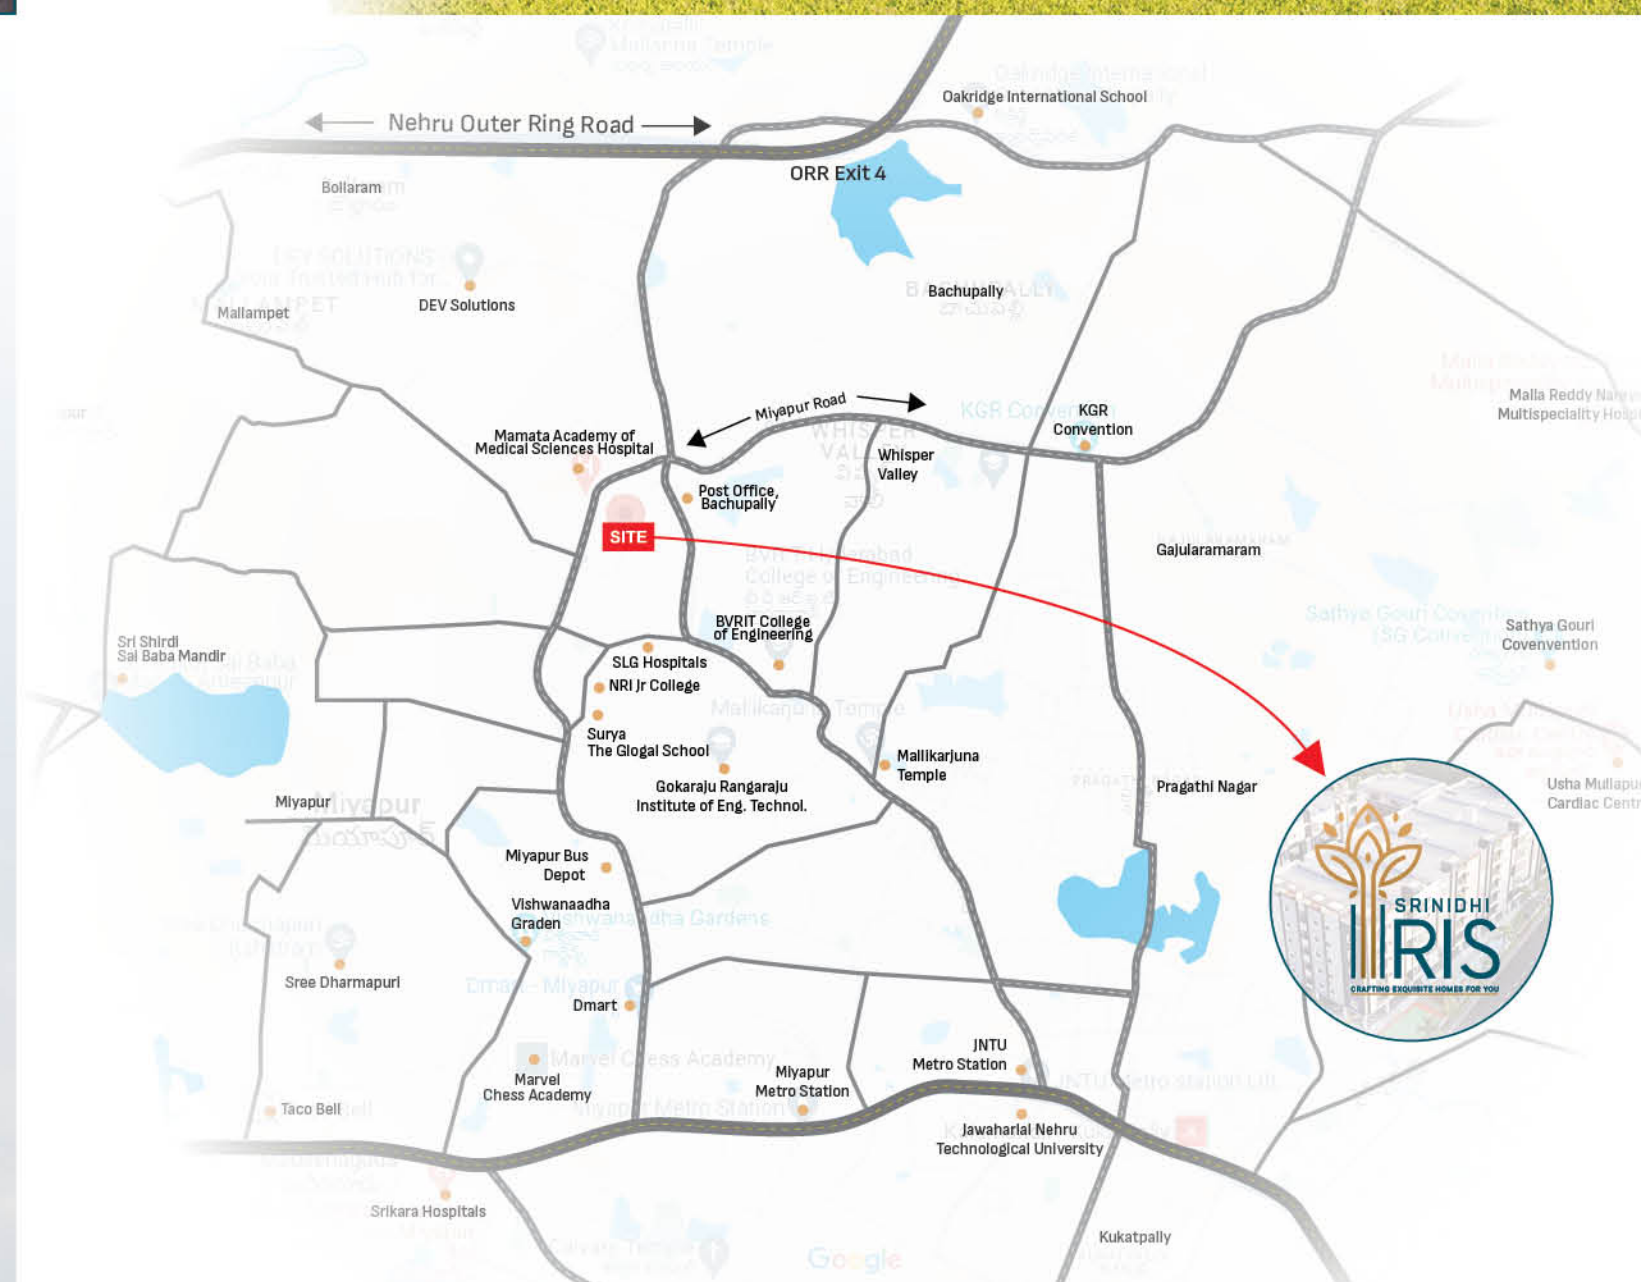 Oakridge International School
Nehru Outer Ring Road
ORR Exit 4
Bollaram
DEV Solutions
Mallampet
Bachupally
Miyapur Road
KGR
Convention
Malla Reddy
Multispeciality
Mamata Academy of
Medical Sciences Hospital
Whisper
Valley
Post Office,
Bachupally
SITE
Gajularamaram
BVRIT College
of Engineering
Sri Shirdi
Sai Baba Mandir
SLG Hospitals
NRI Jr College
Sathya Gouri
Covenvention
Surya
The Glogal School
Mallikarjuna
Temple
Gokaraju Rangaraju
Institute of Eng. Technol.
Pragathi Nagar
Usha Mullapu
Cardiac Centr
Miyapur
Miyapur Bus
Depot
Vishwanaadha
Graden
SRINIDHI
IRIS
CRAFTING EXQUISITE HOMES FOR YOU
Sree Dharmapuri
Dmart
JNTU
Metro Station
Marvel
Chess Academy
Miyapur
Metro Station
Taco Bell
Jawaharlal Nehru
Technological University
Srikara Hospitals
Kukatpally
Google